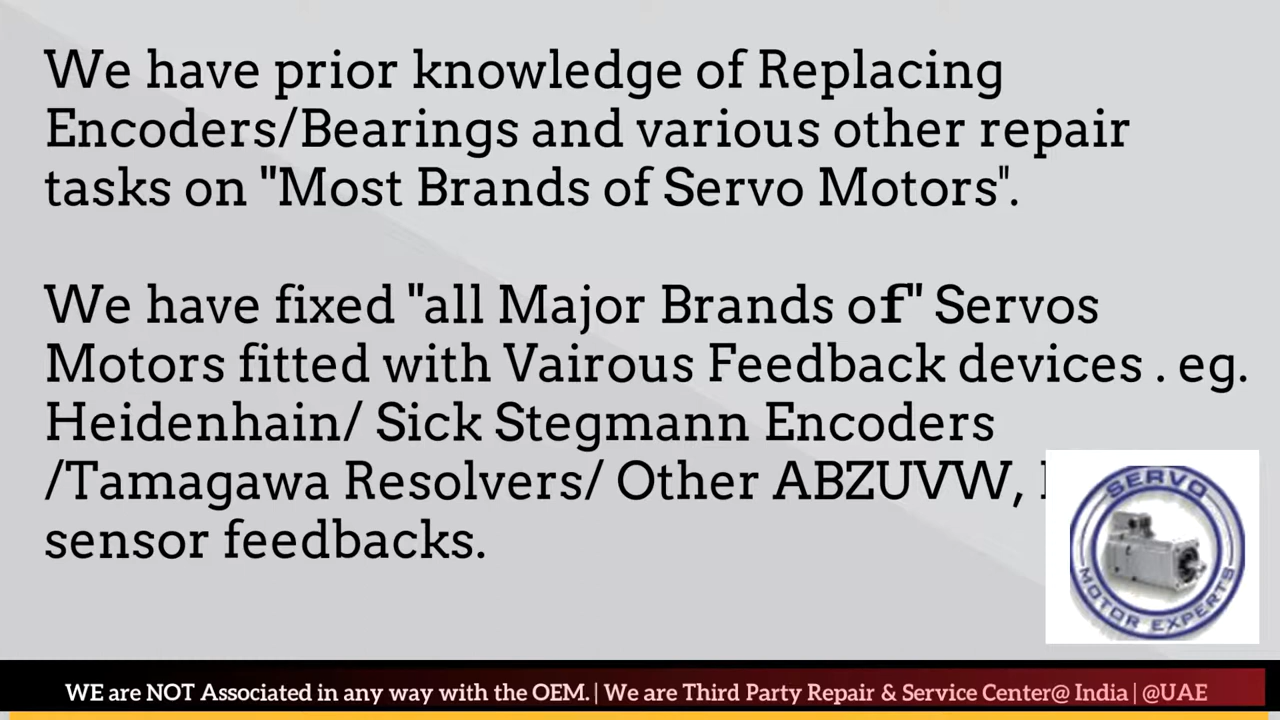 We have prior knowledge of Replacing
Encoders/Bearings and various other repair
tasks on "Most Brands of Servo Motors".
We have fixed "all Major Brands of" Servos
Motors fitted with Vairous Feedback devices . eg.
Heidenhain/ Sick Stegmann Encoders
/Tamagawa Resolvers/ Other ABZUVW,
sensor feedbacks.
SERVO
MOTOR EXPERTS
WE are NOT Associated in any way with the OEM. | We are Third Party Repair & Service Center@ India | @UAE